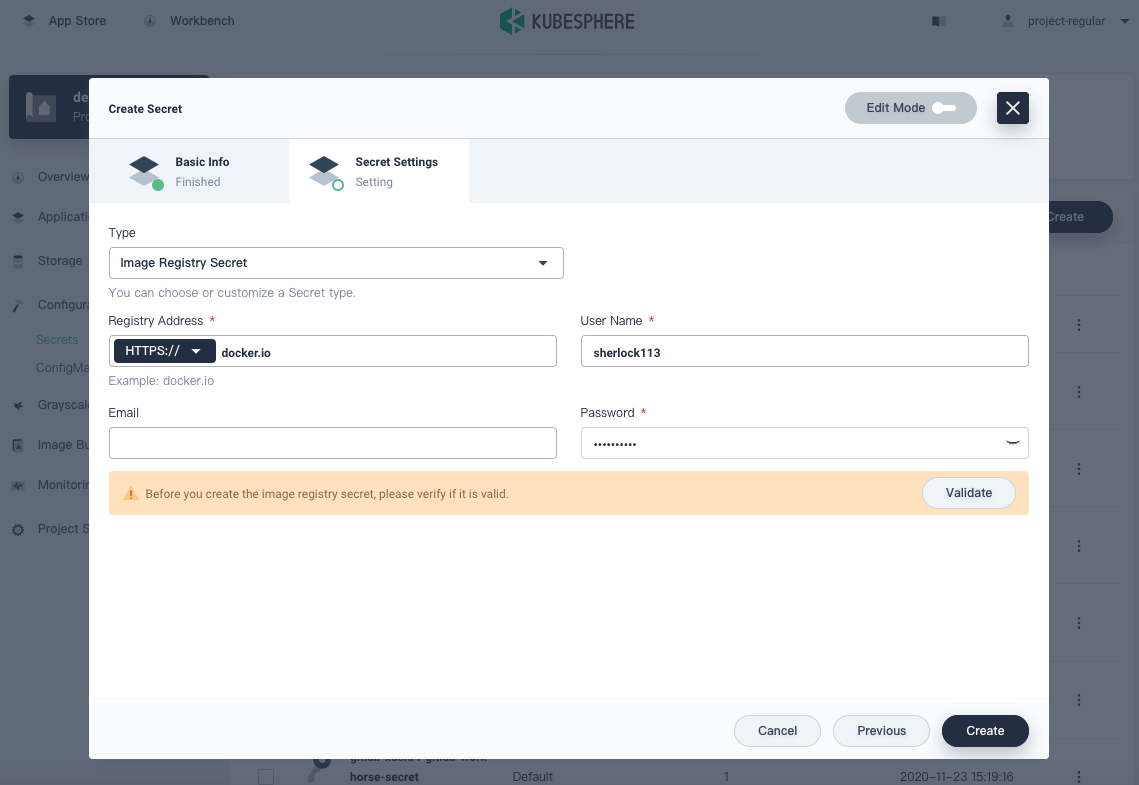 App Store
Workbench
KUBESPHERE
project-regular
de
Pro
Create Secret
Edit Mode
Basic Info
Finished
Secret Settings
Setting
Overview
Applicati
Storage
Configura
Secrets
ConfigMa
Grayscal
Image Bu
Monitorin
Project S
Create
Type
Image Registry Secret
You can choose or customize a Secret type.
Registry Address *
User Name *
HTTPS://
docker.io
sherlock113
Example: docker.io
Email
Password *
••••••••••
Before you create the image registry secret, please verify if it is valid.
Validate
Cancel
Previous
Create
horse-secret
Default
1
2020-11-23 15:19:16